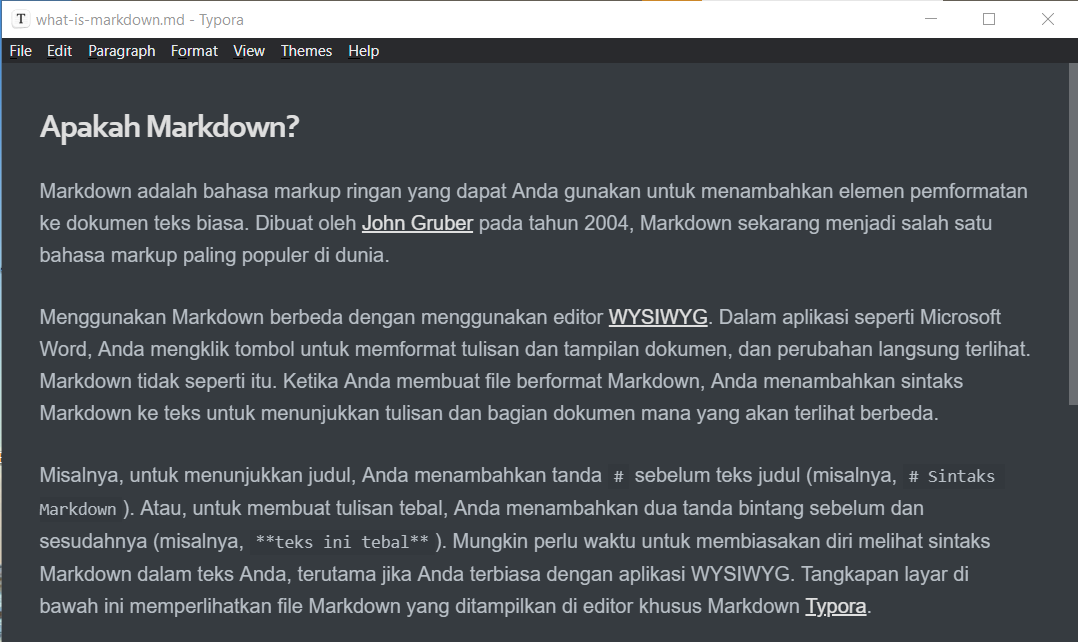 T what-is-markdown.md - Typora
File Edit Paragraph Format View Themes Help
Apakah Markdown?
Markdown adalah bahasa markup ringan yang dapat Anda gunakan untuk menambahkan elemen pemformatan
ke dokumen teks biasa. Dibuat oleh John Gruber pada tahun 2004, Markdown sekarang menjadi salah satu
bahasa markup paling populer di dunia.
Menggunakan Markdown berbeda dengan menggunakan editor WYSIWYG. Dalam aplikasi seperti Microsoft
Word, Anda mengklik tombol untuk memformat tulisan dan tampilan dokumen, dan perubahan langsung terlihat.
Markdown tidak seperti itu. Ketika Anda membuat file berformat Markdown, Anda menambahkan sintaks
Markdown ke teks untuk menunjukkan tulisan dan bagian dokumen mana yang akan terlihat berbeda.
Misalnya, untuk menunjukkan judul, Anda menambahkan tanda # sebelum teks judul (misalnya, # Sintaks
Markdown ). Atau, untuk membuat tulisan tebal, Anda menambahkan dua tanda bintang sebelum dan
sesudahnya (misalnya, **teks ini tebal** ). Mungkin perlu waktu untuk membiasakan diri melihat sintaks
Markdown dalam teks Anda, terutama jika Anda terbiasa dengan aplikasi WYSIWYG. Tangkapan layar di
bawah ini memperlihatkan file Markdown yang ditampilkan di editor khusus Markdown Typora.